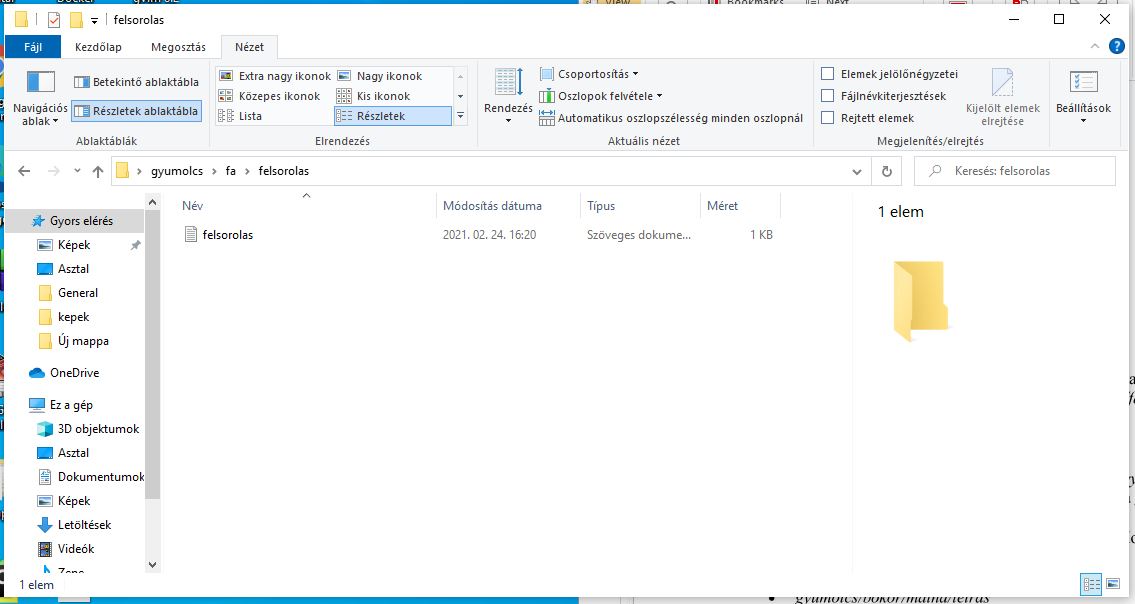 felsorolas
Fájl Kezdőlap Megosztás Nézet
Navigációs ablak
Betekintő ablaktábla
Részletek ablaktábla
Ablaktáblák
Extra nagy ikonok Nagy ikonok
Közepes ikonok Kis ikonok
Lista Részletek
Elrendezés
Rendezés
Csoportosítás
Oszlopok felvétele
Automatikus oszlopszélesség minden oszlopnál
Aktuális nézet
Elemek jelölőnégyzetei
Fájlnévkiterjesztések
Rejtett elemek
Kijelölt elemek
elrejtése
Megjelenítés/elrejtés
Beállítások
gyumolcs > fa > felsorolas
Keresés: felsorolas
Gyors elérés
Képek
Asztal
General
kepek
Új mappa
OneDrive
Ez a gép
3D objektumok
Asztal
Dokumentumok
Képek
Letöltések
Videók
Zene
Név Módosítás dátuma Típus Méret
felsorolas 2021. 02. 24. 16:20 Szöveges dokume... 1 KB
1 elem
1 elem
gyumolcs/bokor/malna/leiras